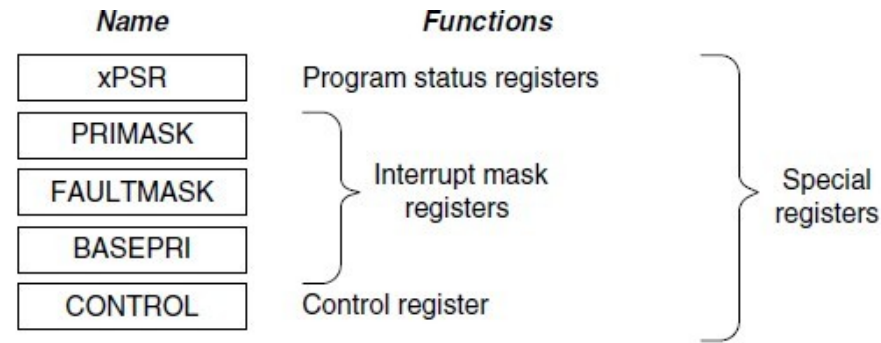 Name Functions
xPSR Program status registers
PRIMASK
FAULTMASK
BASEPRI
Interrupt mask
registers
Special
registers
CONTROL Control register